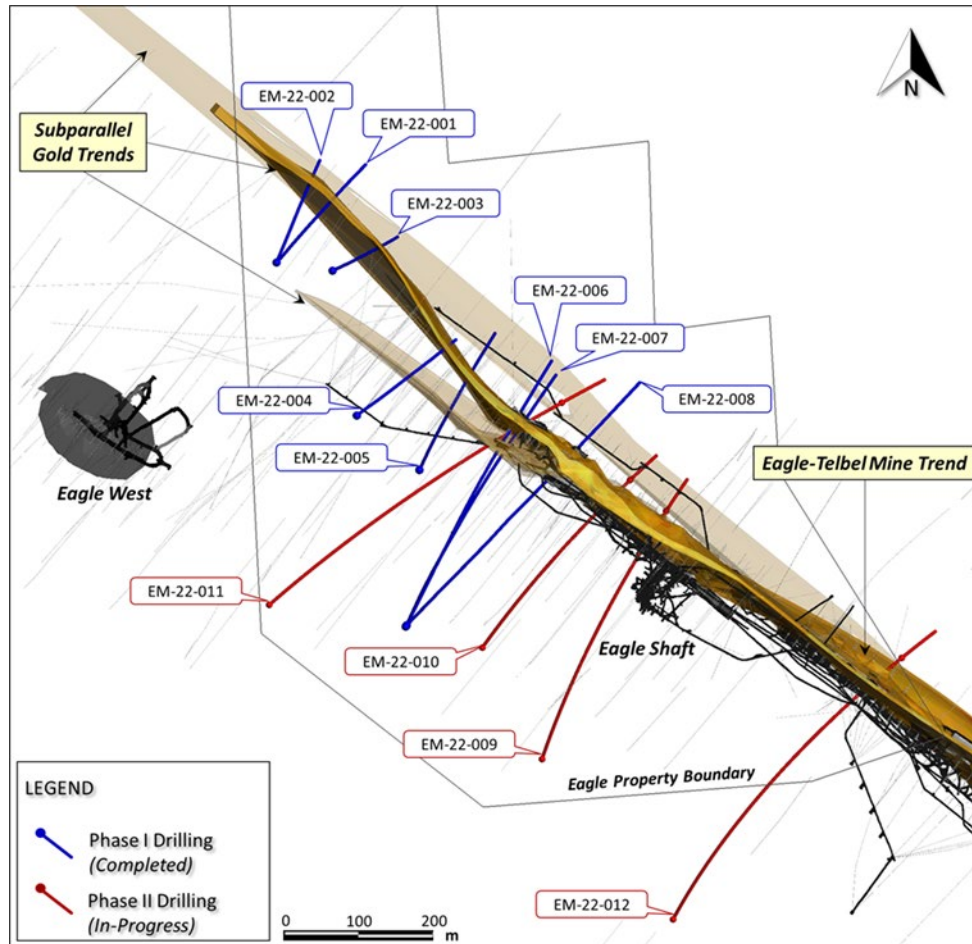 EM-22-002
EM-22-001
N
Subparallel
Gold Trends
EM-22-003
EM-22-006
EM-22-007
EM-22-004
EM-22-008
EM-22-005
Eagle-Telbel Mine Trend
Eagle West
EM-22-011
Eagle Shaft
EM-22-010
EM-22-009
Eagle Property Boundary
LEGEND
Phase I Drilling
(Completed)
Phase II Drilling
(In-Progress)
EM-22-012
0 100 200
m